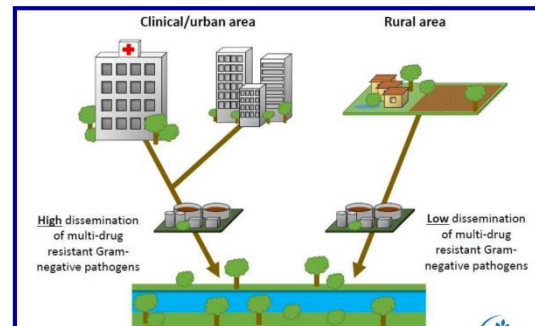 Clinical/urban area
Rural area
High dissemination
of multi-drug
resistant Gram-
negative pathogens
Low dissemination
of multi-drug
resistant Gram-
negative pathogens